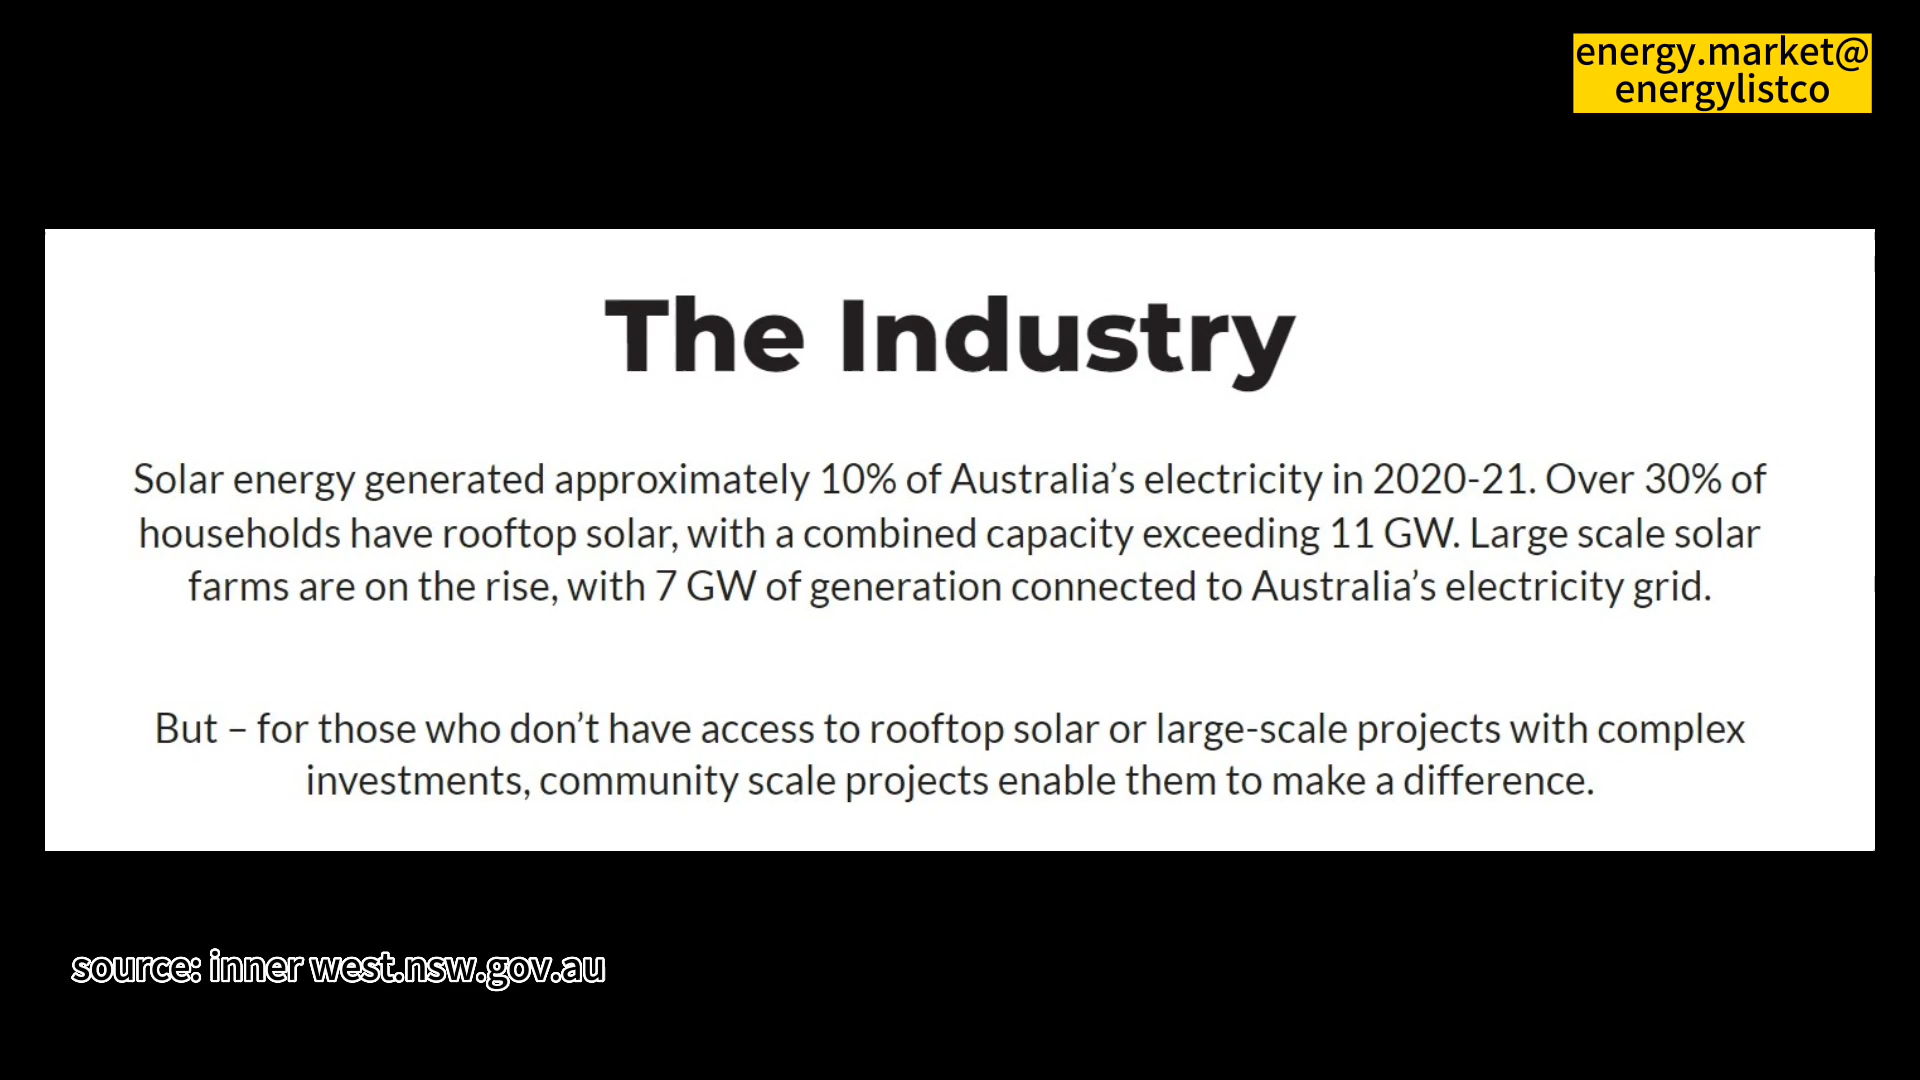 energy.market@
energylistco
The Industry
Solar energy generated approximately 10% of Australia’s electricity in 2020-21. Over 30% of
households have rooftop solar, with a combined capacity exceeding 11 GW. Large scale solar
farms are on the rise, with 7 GW of generation connected to Australia’s electricity grid.
But – for those who don’t have access to rooftop solar or large-scale projects with complex
investments, community scale projects enable them to make a difference.
source: inner west.nsw.gov.au